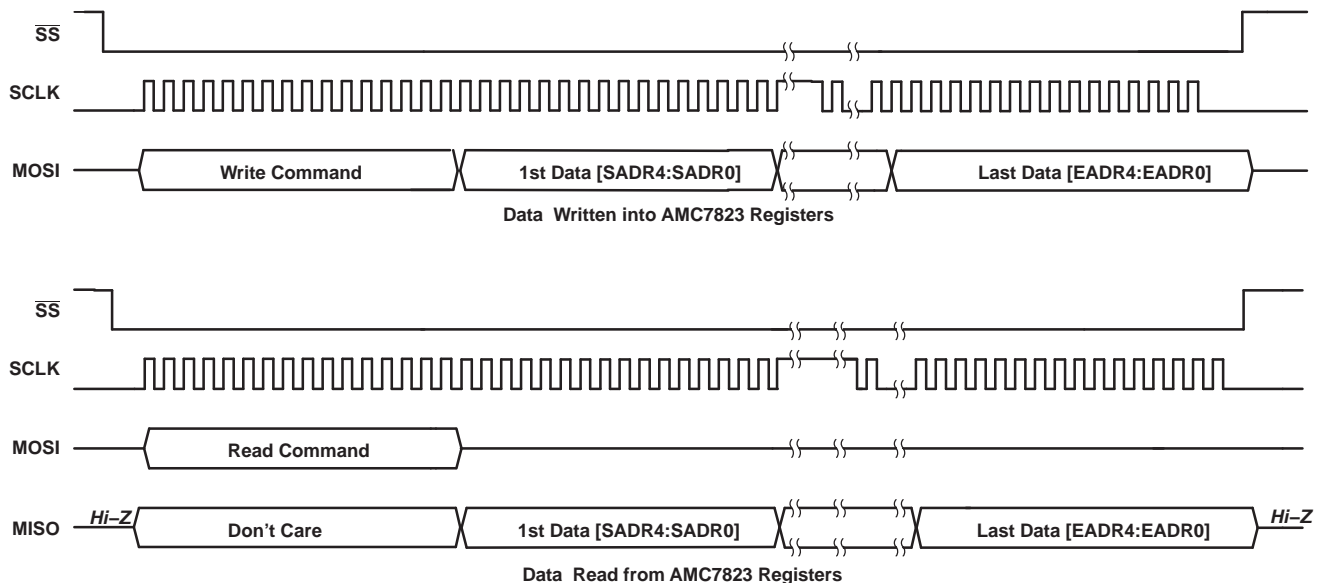 SS
SCLK
MOSI Write Command 1st Data [SADR4:SADR0] Last Data [EADR4:EADR0]
Data Written into AMC7823 Registers
SS
SCLK
MOSI Read Command
MISO Hi–Z Don't Care 1st Data [SADR4:SADR0] Last Data [EADR4:EADR0] Hi–Z
Data Read from AMC7823 Registers